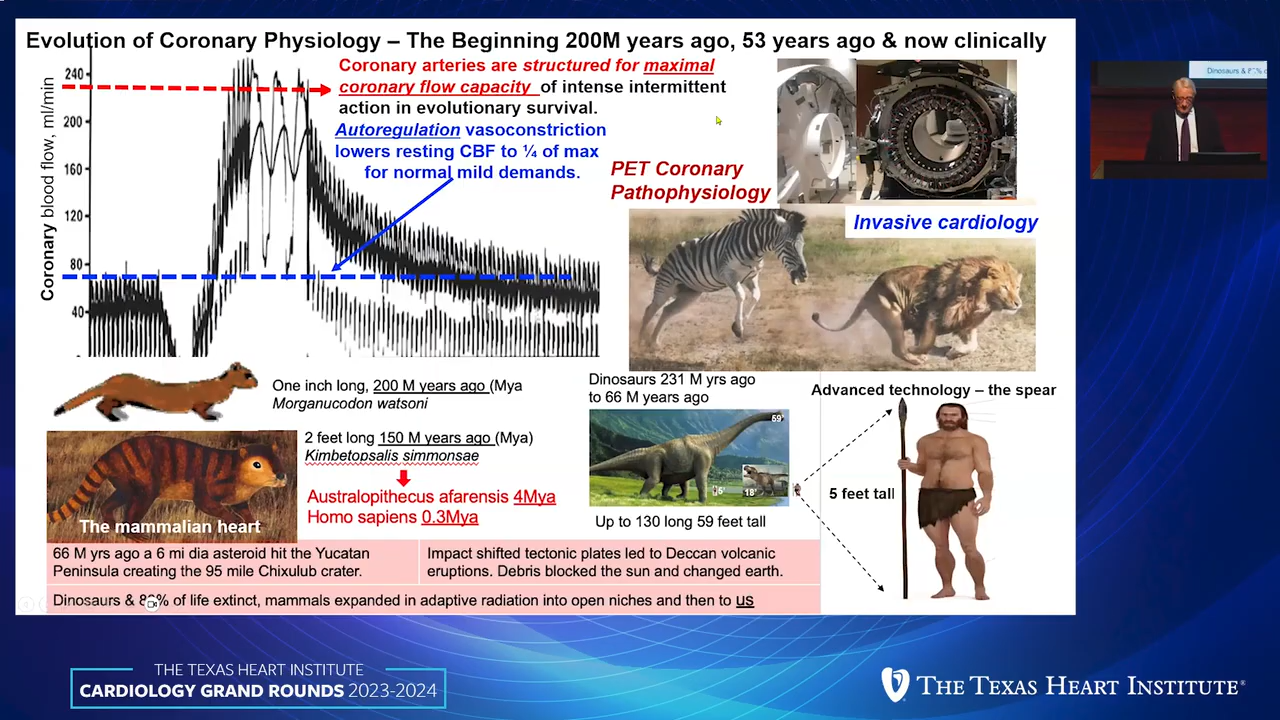 Evolution of Coronary Physiology – The Beginning 200M years ago, 53 years ago & now clinically
Coronary blood flow, ml/min
240
200
160
120
80
40
Coronary arteries are structured for maximal
coronary flow capacity of intense intermittent
action in evolutionary survival.
Autoregulation vasoconstriction
lowers resting CBF to ¼ of max
for normal mild demands.
PET Coronary
Pathophysiology
Invasive cardiology
Dinosaurs &
One inch long, 200 M years ago (Mya
Morganucodon watsoni
2 feet long 150 M years ago (Mya)
Kimbetopsalis simmonsae
Australopithecus afarensis 4Mya
Homo sapiens 0.3Mya
The mammalian heart
Dinosaurs 231 M yrs ago
to 66 M years ago
59'
5'
18'
Up to 130 long 59 feet tall
Advanced technology – the spear
5 feet tall
66 M yrs ago a 6 mi dia asteroid hit the Yucatan
Peninsula creating the 95 mile Chixulub crater.
Impact shifted tectonic plates led to Deccan volcanic
eruptions. Debris blocked the sun and changed earth.
Dinosaurs & of life extinct, mammals expanded in adaptive radiation into open niches and then to us
THE TEXAS HEART INSTITUTE
CARDIOLOGY GRAND ROUNDS 2023-2024
THE TEXAS HEART INSTITUTE®